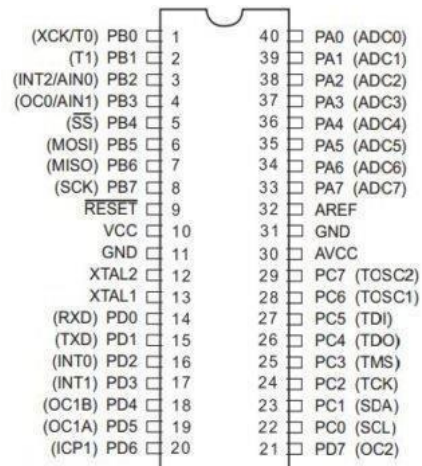 (XCK/T0) PB0 1 40 PA0 (ADC0)
(T1) PB1 2 39 PA1 (ADC1)
(INT2/AIN0) PB2 3 38 PA2 (ADC2)
(OC0/AIN1) PB3 4 37 PA3 (ADC3)
(SS) PB4 5 36 PA4 (ADC4)
(MOSI) PB5 6 35 PA5 (ADC5)
(MISO) PB6 7 34 PA6 (ADC6)
(SCK) PB7 8 33 PA7 (ADC7)
RESET 9 32 AREF
VCC 10 31 GND
GND 11 30 AVCC
XTAL2 12 29 PC7 (TOSC2)
XTAL1 13 28 PC6 (TOSC1)
(RXD) PD0 14 27 PC5 (TDI)
(TXD) PD1 15 26 PC4 (TDO)
(INT0) PD2 16 25 PC3 (TMS)
(INT1) PD3 17 24 PC2 (TCK)
(OC1B) PD4 18 23 PC1 (SDA)
(OC1A) PD5 19 22 PC0 (SCL)
(ICP1) PD6 20 21 PD7 (OC2)